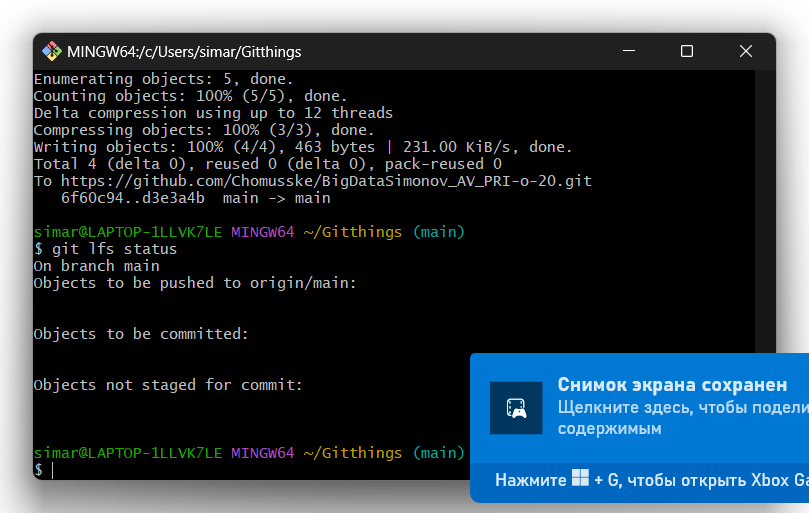 MINGW64:/c/Users/simar/Gitthings
Enumerating objects: 5, done.
Counting objects: 100% (5/5), done.
Delta compression using up to 12 threads
Compressing objects: 100% (3/3), done.
Writing objects: 100% (4/4), 463 bytes | 231.00 KiB/s, done.
Total 4 (delta 0), reused 0 (delta 0), pack-reused 0
To https://github.com/Chomusske/BigDataSimonov_AV_PRI-o-20.git
   6f60c94..d3e3a4b  main -> main
simar@LAPTOP-1LLVK7LE MINGW64 ~/Gitthings (main)
$ git lfs status
On branch main
Objects to be pushed to origin/main:
Objects to be committed:
Objects not staged for commit:
simar@LAPTOP-1LLVK7LE MINGW64 ~/Gitthings (main)
$
Снимок экрана сохранен
Щелкните здесь, чтобы подели
содержимым
Нажмите + G, чтобы открыть Xbox Ga